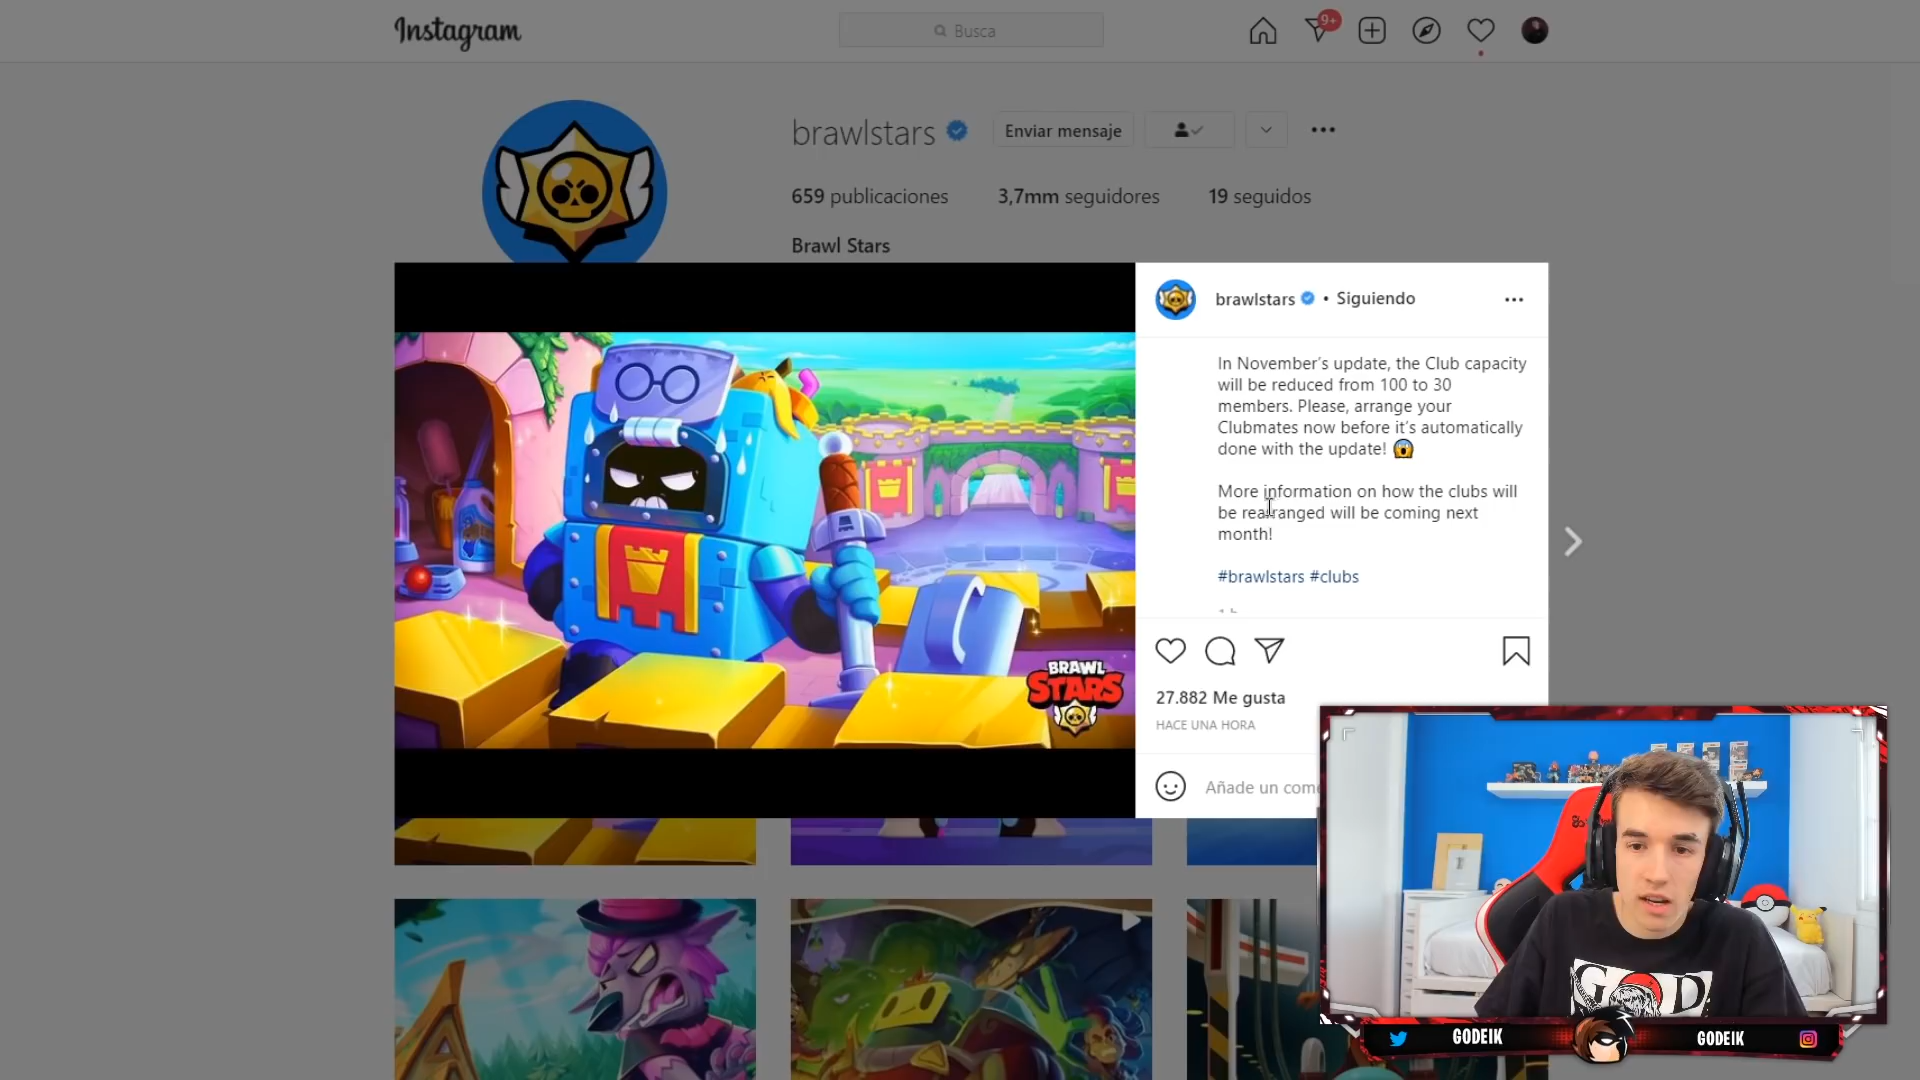 Instagram
Busca
9+
brawlstars
Enviar mensaje
659 publicaciones
3,7mm seguidores
19 seguidos
Brawl Stars
brawlstars • Siguiendo
In November's update, the Club capacity
will be reduced from 100 to 30
members. Please, arrange your
Clubmates now before it's automatically
done with the update! 😱
More information on how the clubs will
be rearranged will be coming next
month!
#brawlstars #clubs
27.882 Me gusta
HACE UNA HORA
Añade un com
BRAWL
STARS
GODEIK
GODEIK